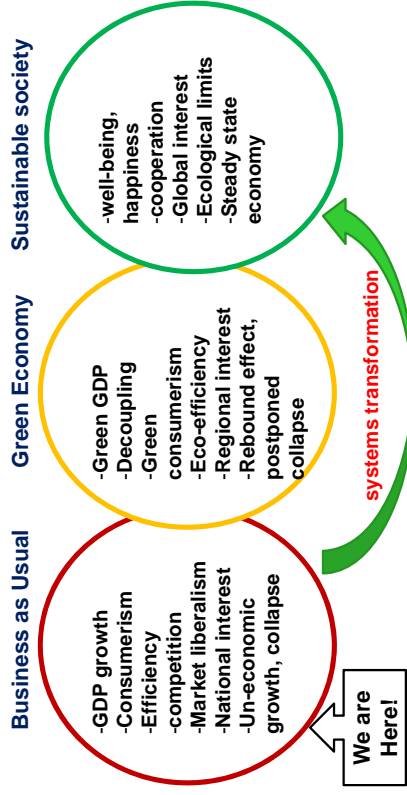 Business as Usual
-GDP growth
-Consumerism
-Efficiency
-competition
-Market liberalism
-National interest
-Un-economic
growth, collapse
Green Economy
-Green GDP
-Decoupling
-Green
consumerism
-Eco-efficiency
-Regional interest
-Rebound effect,
postponed
collapse
Sustainable society
-well-being,
happiness
-cooperation
-Global interest
-Ecological limits
-Steady state
economy
We are
Here!
systems transformation